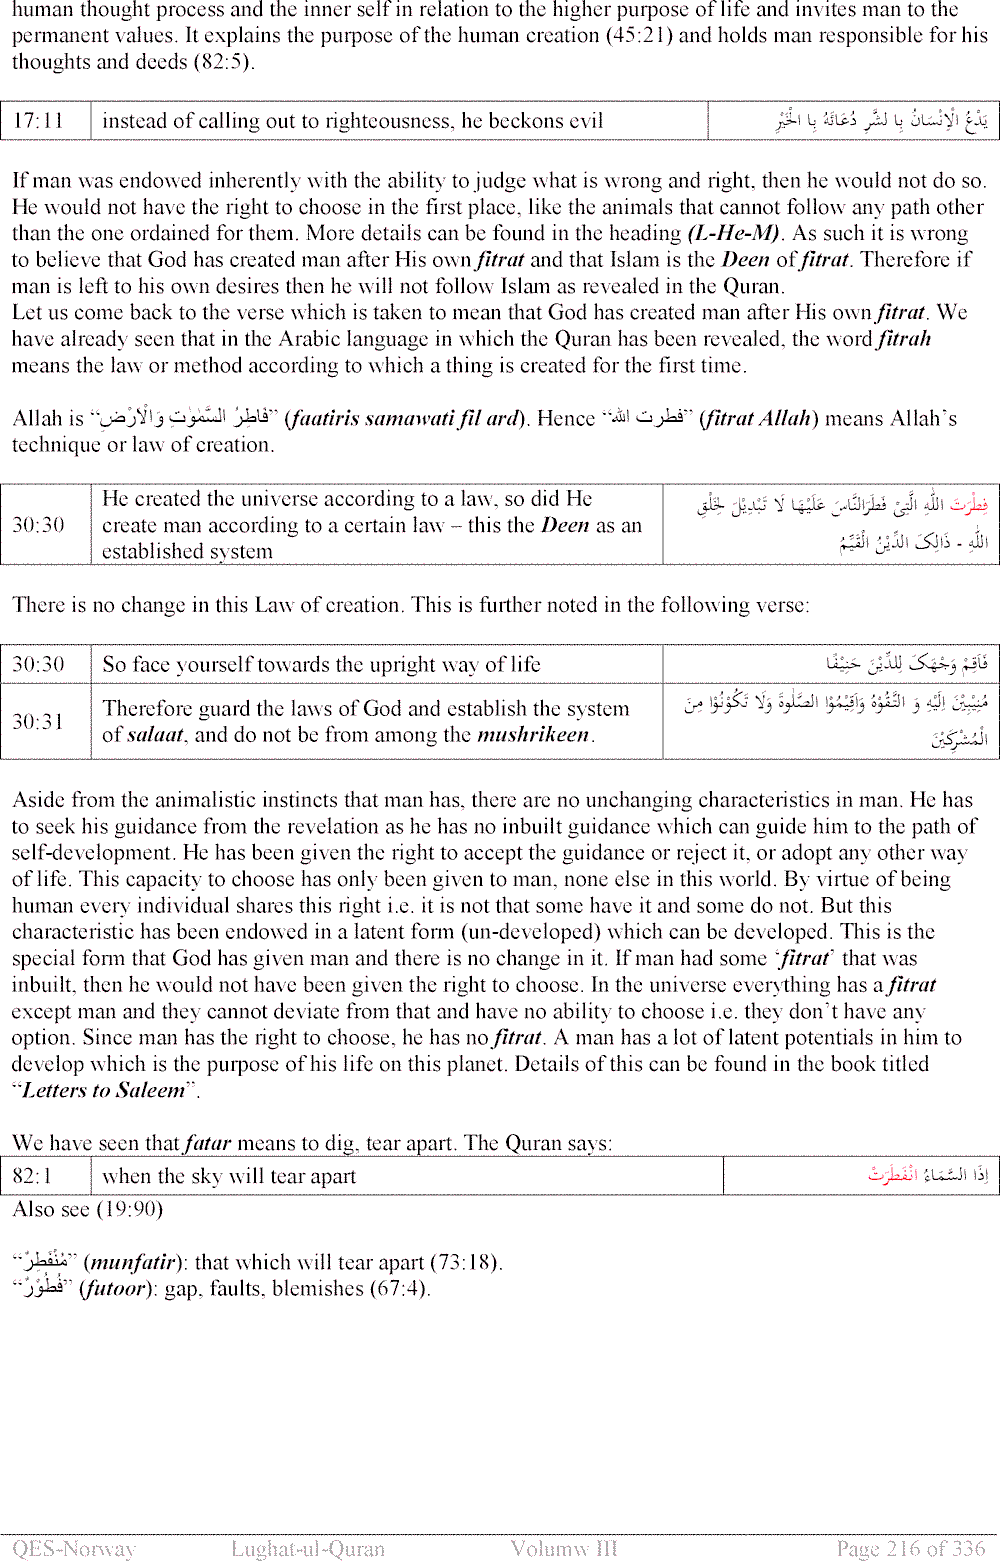 human thought process and the inner self in relation to the higher purpose of life and invites man to the
permanent values. It explains the purpose of the human creation (45:21) and holds man responsible for his
thoughts and deeds (82:5).
17:11 instead of calling out to righteousness, he beckons evil يَدْعُ الْاِنْسَانُ بِا لشَّرِ دُعَائَهُ بِا الْخَيْرِ
If man was endowed inherently with the ability to judge what is wrong and right, then he would not do so.
He would not have the right to choose in the first place, like the animals that cannot follow any path other
than the one ordained for them. More details can be found in the heading (L-He-M). As such it is wrong
to believe that God has created man after His own fitrat and that Islam is the Deen of fitrat. Therefore if
man is left to his own desires then he will not follow Islam as revealed in the Quran.
Let us come back to the verse which is taken to mean that God has created man after His own fitrat. We
have already seen that in the Arabic language in which the Quran has been revealed, the word fitrah
means the law or method according to which a thing is created for the first time.
Allah is “فَاطِرُ السَّمٰوٰتِ وَالْاَرْضِ” (faatiris samawati fil ard). Hence “فطرت الله” (fitrat Allah) means Allah’s
technique or law of creation.
30:30 He created the universe according to a law, so did He
create man according to a certain law – this the Deen as an
established system
فِطْرَتَ اللّٰهِ الَّتِیْ فَطَرَالنَّاسَ عَلَيْهَا لَا تَبْدِيْلَ لِخَلْقِ
اللّٰهِ - ذَالِکَ الدِّيْنُ الْقَيِّمُ
There is no change in this Law of creation. This is further noted in the following verse:
30:30 So face yourself towards the upright way of life فَاَقِمْ وَجْهَکَ لِلدِّيْنَ حَنِيْفًا
30:31 Therefore guard the laws of God and establish the system
of salaat, and do not be from among the mushrikeen.
مُنِيْبِيْنَ اِلَيْهِ وَ التَّقُوْهُ وَاَقِيْمُوْا الصَّلٰوةَ وَلَا تَكُوْنُوْا مِنَ
الْمُشْرِكِيْنَ
Aside from the animalistic instincts that man has, there are no unchanging characteristics in man. He has
to seek his guidance from the revelation as he has no inbuilt guidance which can guide him to the path of
self-development. He has been given the right to accept the guidance or reject it, or adopt any other way
of life. This capacity to choose has only been given to man, none else in this world. By virtue of being
human every individual shares this right i.e. it is not that some have it and some do not. But this
characteristic has been endowed in a latent form (un-developed) which can be developed. This is the
special form that God has given man and there is no change in it. If man had some ‘fitrat’ that was
inbuilt, then he would not have been given the right to choose. In the universe everything has a fitrat
except man and they cannot deviate from that and have no ability to choose i.e. they don’t have any
option. Since man has the right to choose, he has no fitrat. A man has a lot of latent potentials in him to
develop which is the purpose of his life on this planet. Details of this can be found in the book titled
“Letters to Saleem”.
We have seen that fatar means to dig, tear apart. The Quran says:
82:1 when the sky will tear apart اِذَا السَّمَاءُ انْفَطَرَتْ
Also see (19:90)
“مُنْفَطِرٌ” (munfatir): that which will tear apart (73:18).
“فُطُوْرٌ” (futoor): gap, faults, blemishes (67:4).
QES-Norway Lughat-ul-Quran Volumw III Page 216 of 336